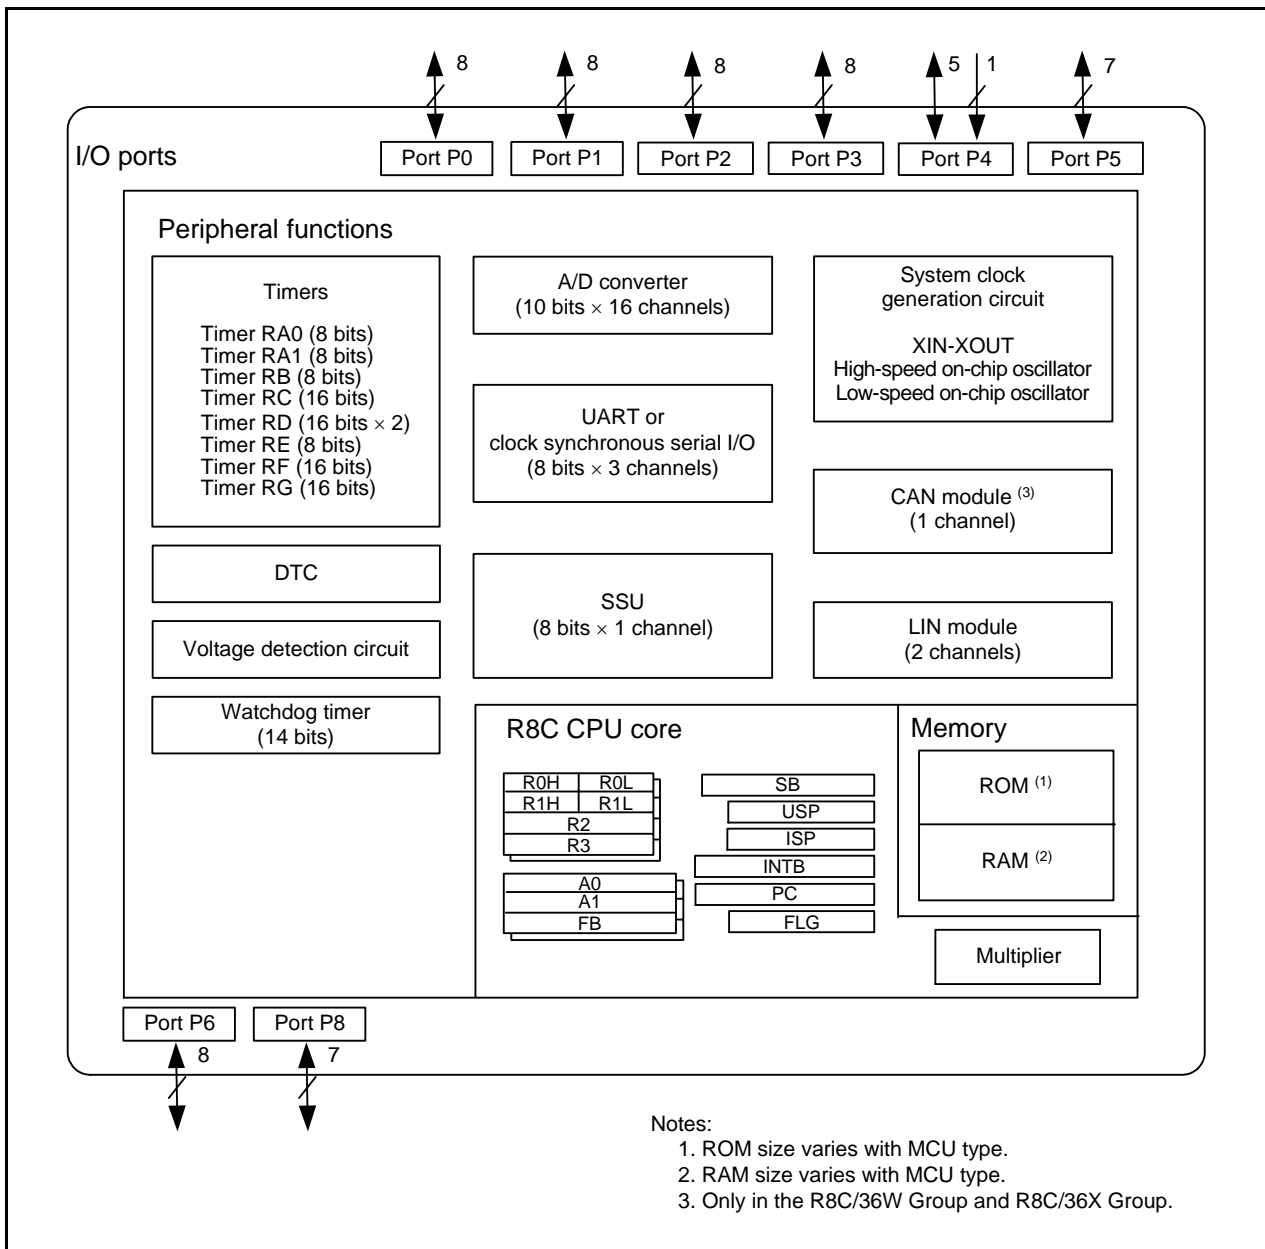 8 8 8 8 5 1 7
I/O ports
Port P0 Port P1 Port P2 Port P3 Port P4 Port P5
Peripheral functions
Timers
Timer RA0 (8 bits)
Timer RA1 (8 bits)
Timer RB (8 bits)
Timer RC (16 bits)
Timer RD (16 bits × 2)
Timer RE (8 bits)
Timer RF (16 bits)
Timer RG (16 bits)
DTC
Voltage detection circuit
Watchdog timer
(14 bits)
A/D converter
(10 bits × 16 channels)
UART or
clock synchronous serial I/O
(8 bits × 3 channels)
SSU
(8 bits × 1 channel)
System clock
generation circuit
XIN-XOUT
High-speed on-chip oscillator
Low-speed on-chip oscillator
CAN module (3)
(1 channel)
LIN module
(2 channels)
R8C CPU core
R0H R0L
R1H R1L
R2
R3
A0
A1
FB
SB
USP
ISP
INTB
PC
FLG
Memory
ROM (1)
RAM (2)
Multiplier
Port P6 Port P8
8 7
Notes:
1. ROM size varies with MCU type.
2. RAM size varies with MCU type.
3. Only in the R8C/36W Group and R8C/36X Group.